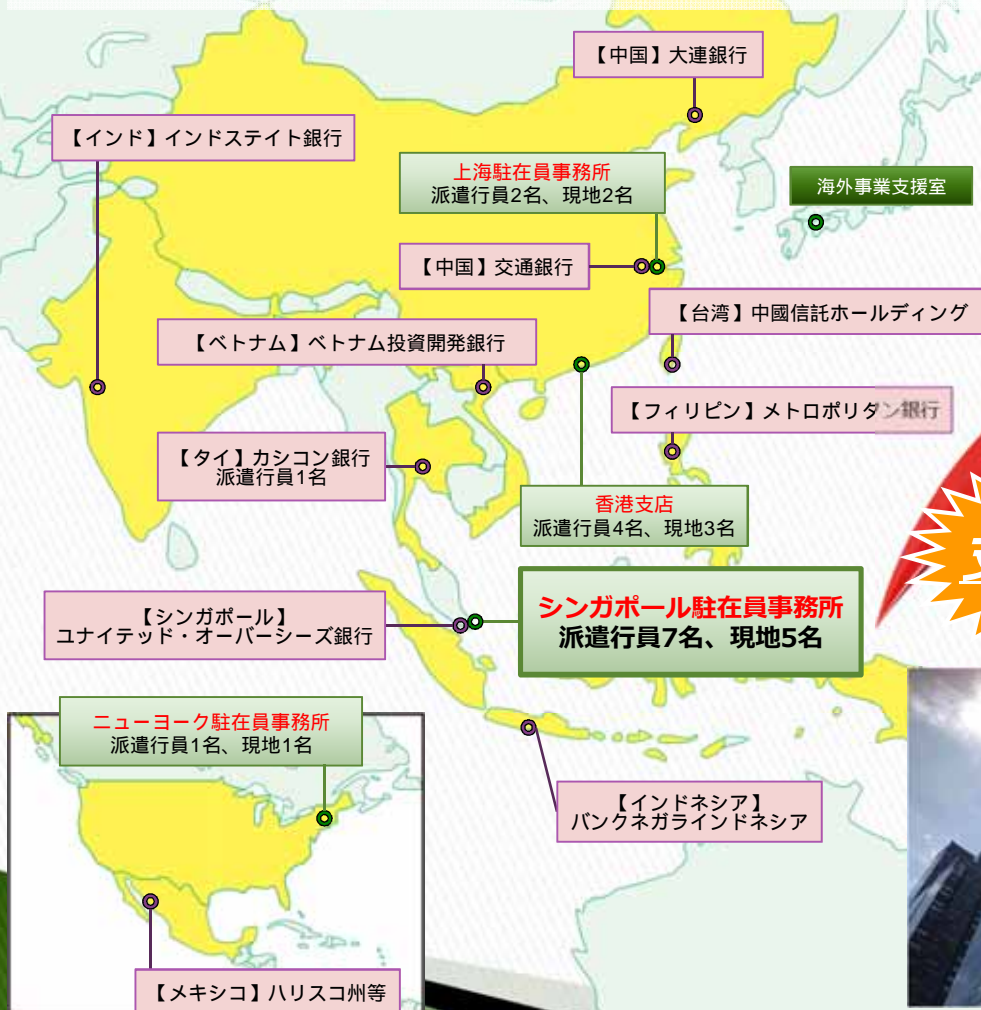 【中国】大連銀行
【インド】インドステイト銀行
上海駐在員事務所
派遣行員2名、現地2名
海外事業支援室
【中国】交通銀行
【台湾】中國信託ホールディング
【ベトナム】ベトナム投資開発銀行
【フィリピン】メトロポリタン銀行
【タイ】カシコン銀行
派遣行員1名
香港支店
派遣行員4名、現地3名
シンガポール駐在員事務所
派遣行員7名、現地5名
【シンガポール】
ユナイテッド・オーバーシーズ銀行
ニューヨーク駐在員事務所
派遣行員1名、現地1名
【インドネシア】
バンクネガラインドネシア
【メキシコ】ハリスコ州等